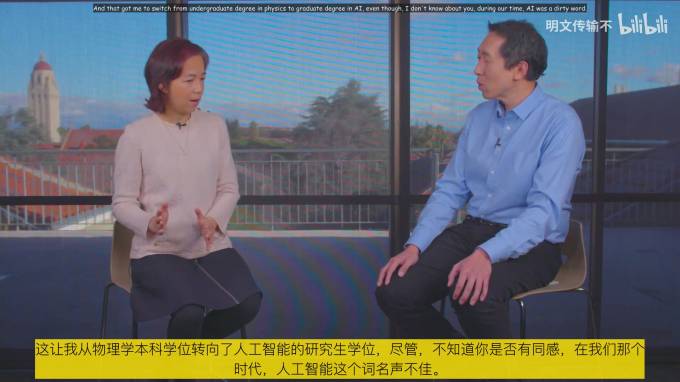 And that got me to switch from undergraduate degree in physics to graduate degree in AI, even though, I don't know about you, during our time, AI was a dirty word.
明文传输不 bilibili
这让我从物理学本科学位转向了人工智能的研究生学位，尽管，不知道你是否有同感，在我们那个
时代，人工智能这个词名声不佳。